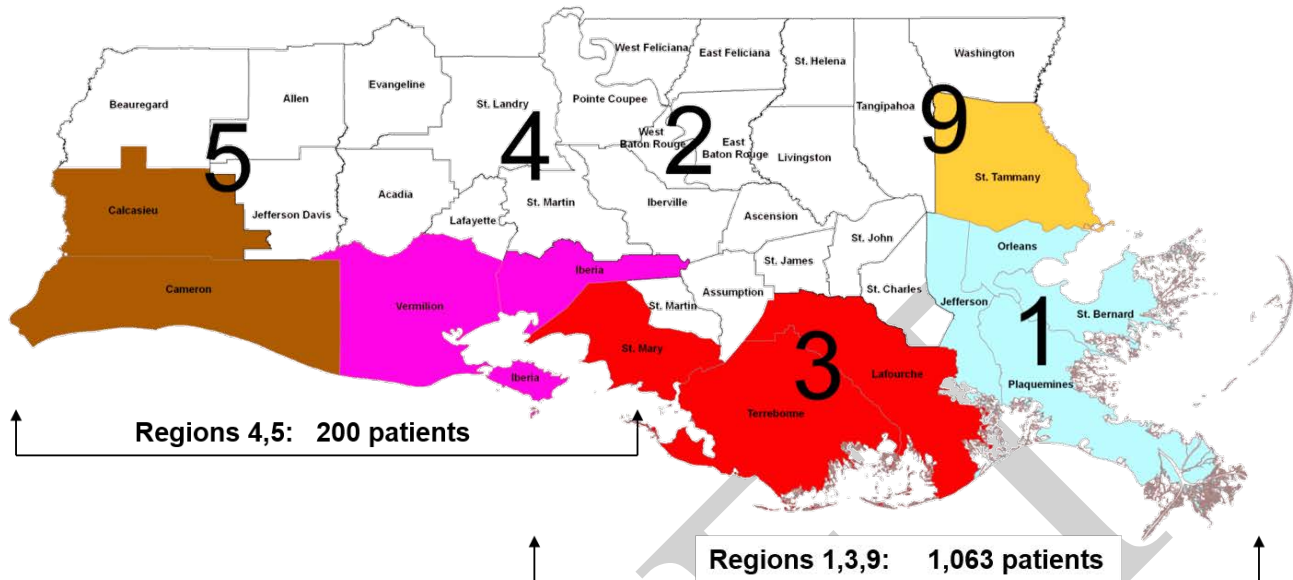 West Feliciana
East Feliciana
St. Helena
Washington
Evangeline
Beauregard
Allen
St. Landry
Pointe Coupee
Tangipahoa
9
5
4
2
West
Baton Rouge
East
Baton Rouge
Livingston
St. Tammany
Calcasieu
Acadia
Jefferson Davis
Lafayette
St. Martin
Iberville
Ascension
St. John
Orleans
St. James
Iberia
Cameron
Vermilion
St. Martin
Assumption
St. Charles
Jefferson
St. Bernard
1
St. Mary
3
Lafourche
Iberia
Plaquemines
Terrebonne
Regions 4,5: 200 patients
Regions 1,3,9: 1,063 patients